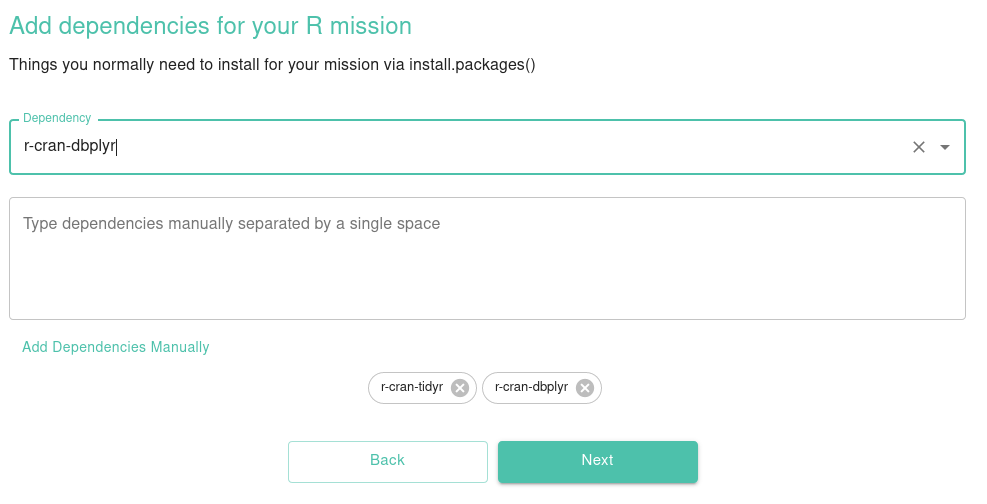 Add dependencies for your R mission
Things you normally need to install for your mission via install.packages()
Dependency
r-cran-dbplyr
Type dependencies manually separated by a single space
Add Dependencies Manually
r-cran-tidyr r-cran-dbplyr
Back Next